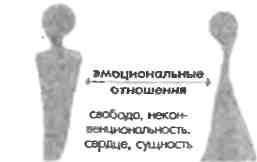 эмоциональные
отношения
свобода, некон-
венциональность.
сердце, сущность